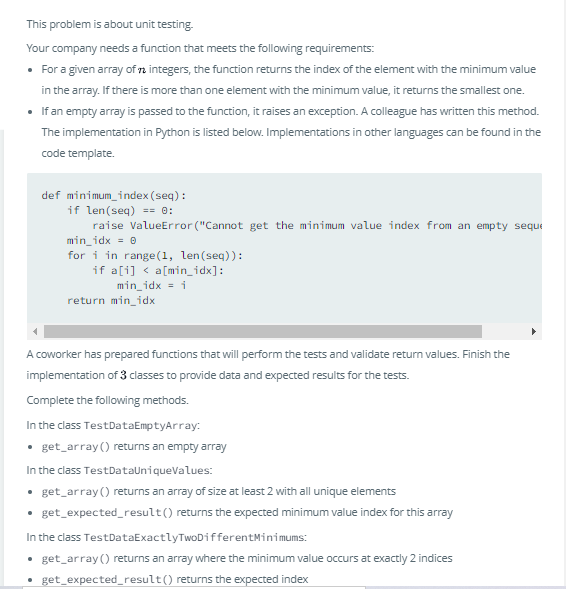 This problem is about unit testing.
Your company needs a function that meets the following requirements:
• For a given array of n integers, the function returns the index of the element with the minimum value
in the array. If there is more than one element with the minimum value, it returns the smallest one.
• If an empty array is passed to the function, it raises an exception. A colleague has written this method.
The implementation in Python is listed below. Implementations in other languages can be found in the
code template.
def minimum_index(seq):
    if len(seq) == 0:
        raise ValueError("Cannot get the minimum value index from an empty seque
    min_idx = 0
    for i in range(1, len(seq)):
        if a[i] < a[min_idx]:
            min_idx = i
    return min_idx
A coworker has prepared functions that will perform the tests and validate return values. Finish the
implementation of 3 classes to provide data and expected results for the tests.
Complete the following methods.
In the class TestDataEmptyArray:
• get_array() returns an empty array
In the class TestDataUniqueValues:
• get_array() returns an array of size at least 2 with all unique elements
• get_expected_result() returns the expected minimum value index for this array
In the class TestDataExactlyTwoDifferentMinimums:
• get_array() returns an array where the minimum value occurs at exactly 2 indices
• get_expected_result() returns the expected index